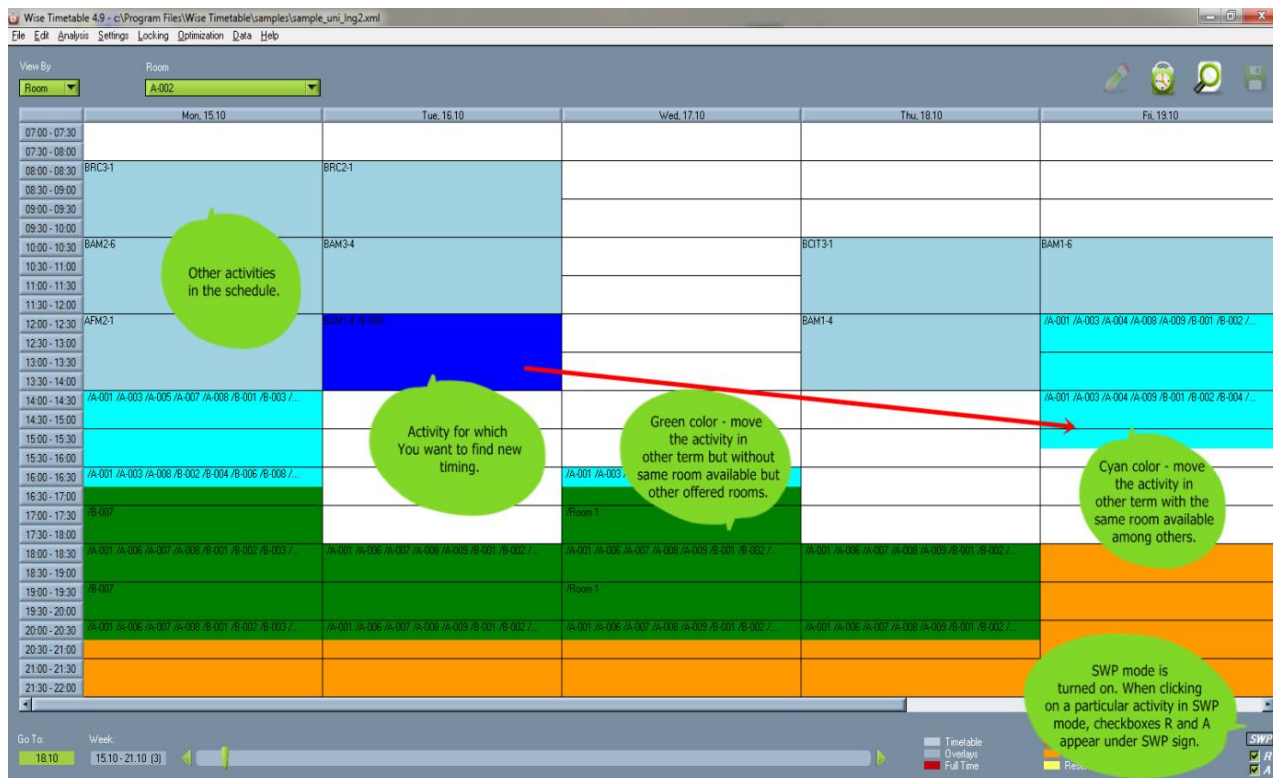 Wise Timetable 4.9 - c:\Program Files\Wise Timetable\samples\sample_uni_lng2.xml
File Edit Analysis Settings Locking Optimization Data Help
View By Room
Room A-002
Mon, 15.10 Tue, 16.10 Wed, 17.10 Thu, 18.10 Fri, 19.10
07:00 - 07:30
07:30 - 08:00
08:00 - 08:30 BRC3-1 BRC2-1
08:30 - 09:00
09:00 - 09:30
09:30 - 10:00
10:00 - 10:30 BAM2-6 BAM3-4 BCIT3-1 BAM1-6
10:30 - 11:00
11:00 - 11:30
11:30 - 12:00
Other activities
in the schedule.
12:00 - 12:30 AFM2-1 BAM1-4 /B-006 BAM1-4 /A-001 /A-003 /A-004 /A-008 /A-009 /B-001 /B-002 /...
12:30 - 13:00
13:00 - 13:30
13:30 - 14:00
14:00 - 14:30 /A-001 /A-003 /A-005 /A-007 /A-008 /B-001 /B-003 /... /A-001 /A-003 /A-004 /A-009 /B-001 /B-002 /B-004 /...
14:30 - 15:00
15:00 - 15:30
15:30 - 16:00
Activity for which
You want to find new
timing.
Green color - move
the activity in
other term but without
same room available but
other offered rooms.
Cyan color - move
the activity in
other term with the
same room available
among others.
16:00 - 16:30 /A-001 /A-003 /A-008 /B-002 /B-004 /B-006 /B-008 /... /A-001 /A-003
16:30 - 17:00
17:00 - 17:30 /B-007 /Room 1
17:30 - 18:00
18:00 - 18:30 /A-001 /A-006 /A-007 /A-008 /B-001 /B-002 /B-003 /... /A-001 /A-006 /A-007 /A-008 /A-009 /B-001 /B-002 /... /A-001 /A-006 /A-007 /A-008 /A-009 /B-001 /B-002 /... /A-001 /A-006 /A-007 /A-008 /A-009 /B-001 /B-002 /...
18:30 - 19:00
19:00 - 19:30 /B-007 /Room 1
19:30 - 20:00
20:00 - 20:30 /A-001 /A-006 /A-007 /A-008 /B-001 /B-002 /B-003 /... /A-001 /A-006 /A-007 /A-008 /A-009 /B-001 /B-002 /... /A-001 /A-006 /A-007 /A-008 /A-009 /B-001 /B-002 /... /A-001 /A-006 /A-007 /A-008 /A-009 /B-001 /B-002 /...
20:30 - 21:00
21:00 - 21:30
21:30 - 22:00
SWP mode is
turned on. When clicking
on a particular activity in SWP
mode, checkboxes R and A
appear under SWP sign.
Go To: Week:
18.10 15.10 - 21.10 (3)
Timetable
Overlays
Full Time
SWP
R
A